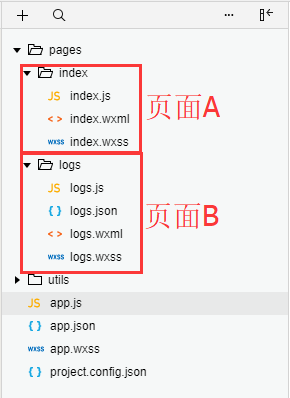 pages
index
JS index.js
< > index.wxml
wxss index.wxss
页面A
logs
JS logs.js
{ } logs.json
< > logs.wxml
wxss logs.wxss
页面B
utils
JS app.js
{ } app.json
wxss app.wxss
{ } project.config.json